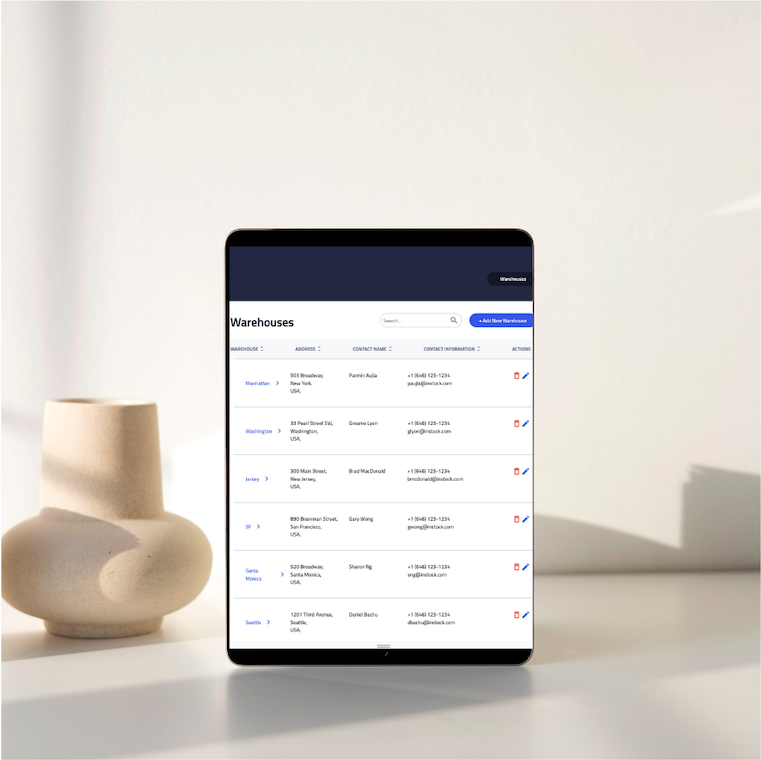 Warehouses
Warehouses
Search...
+ Add New Warehouse
WAREHOUSE
ADDRESS
CONTACT NAME
CONTACT INFORMATION
ACTIONS
Manhattan
503 Broadway,
New York,
USA.
Parmin Aujla
+1 (646) 123-1234
paujla@instock.com
Washington
33 Pearl Street SW,
Washington,
USA.
Greame Lyon
+1 (646) 123-1234
glyon@instock.com
Jersey
300 Main Street,
New Jersey,
USA.
Brad MacDonald
+1 (646) 123-1234
bmcdonald@instock.com
SF
890 Brannnan Street,
San Francisco,
USA.
Gary Wong
+1 (646) 123-1234
gwong@instock.com
Santa
Monica
520 Broadway,
Santa Monica,
USA.
Sharon Ng
+1 (646) 123-1234
sng@instock.com
Seattle
1201 Third Avenue,
Seattle,
USA.
Daniel Bachu
+1 (646) 123-1234
dbachu@instock.com